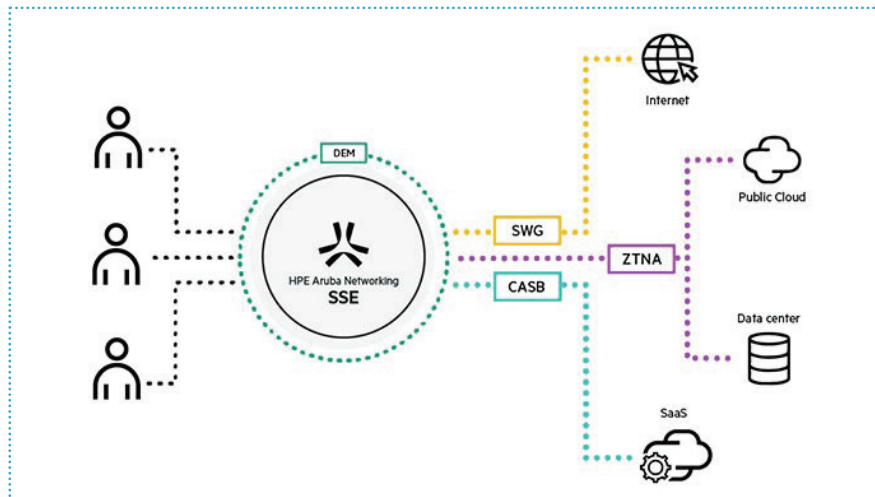 Internet
DEM
Public Cloud
SWG
HPE Aruba Networking
SSE
ZTNA
CASB
Data center
SaaS